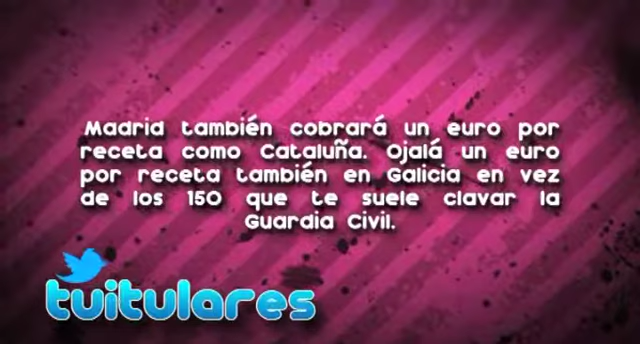 Madrid también cobrará un euro por
receta como Cataluña. Ojalá un euro
por receta también en Galicia en vez
de los 150 que te suele clavar la
Guardia Civil.
tuitulares